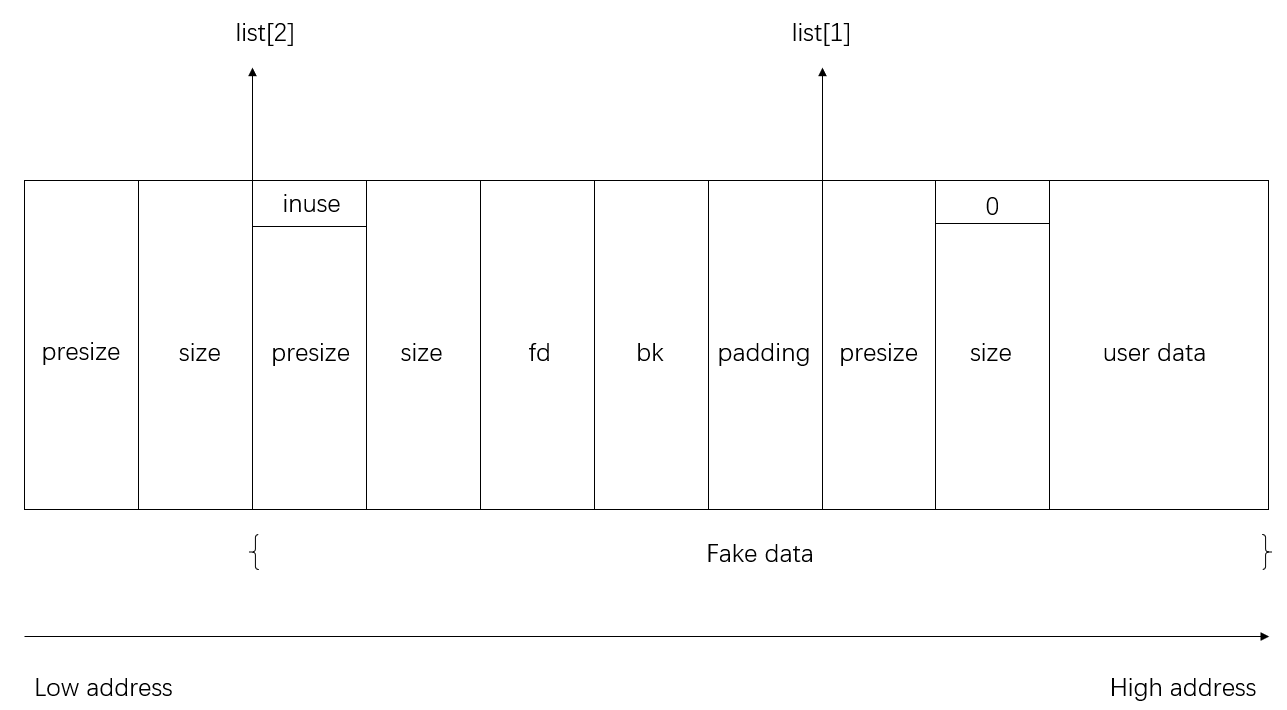 list[2]
list[1]
inuse
0
presize
size
presize
size
fd
bk
padding
presize
size
user data
Fake data
Low address
High address